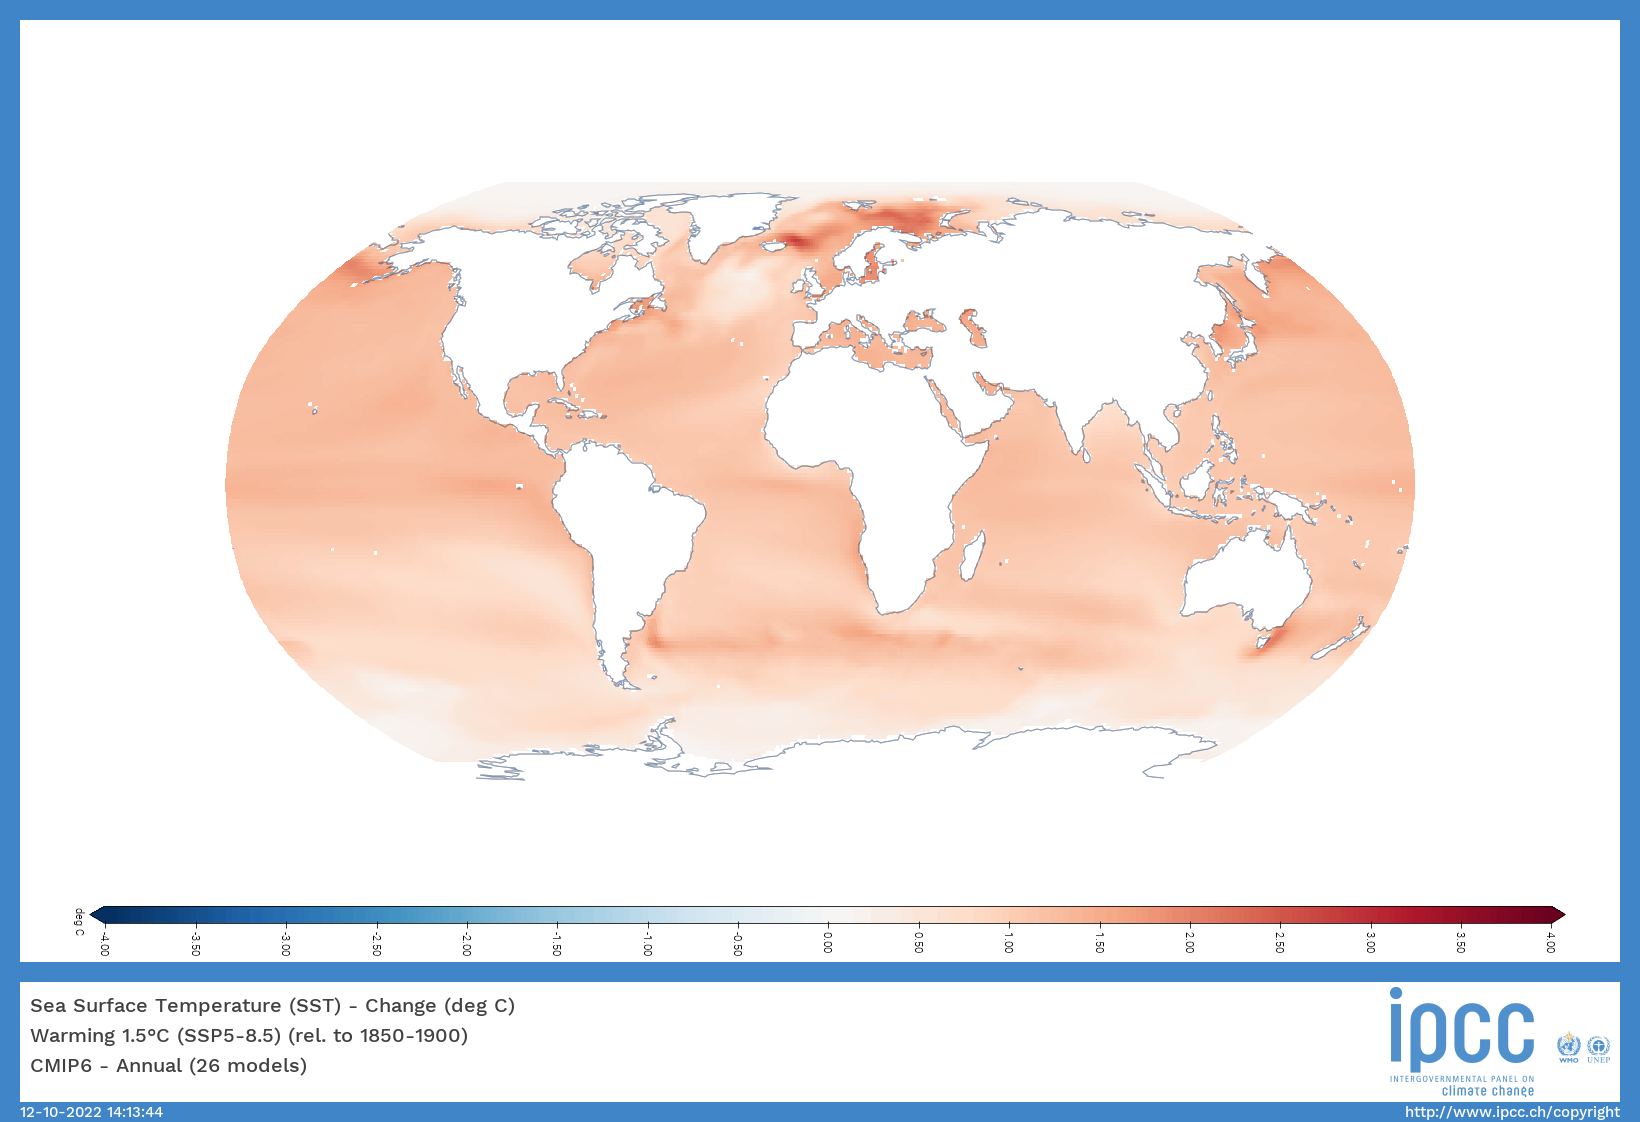 deg C
-4.00 -3.50 -3.00 -2.50 -2.00 -1.50 -1.00 -0.50 0.00 0.50 1.00 1.50 2.00 2.50 3.00 3.50 4.00
Sea Surface Temperature (SST) - Change (deg C)
Warming 1.5°C (SSP5-8.5) (rel. to 1850-1900)
CMIP6 - Annual (26 models)
ipcc
INTERGOVERNMENTAL PANEL ON
climate change
WMO UNEP
12-10-2022 14:13:44
http://www.ipcc.ch/copyright